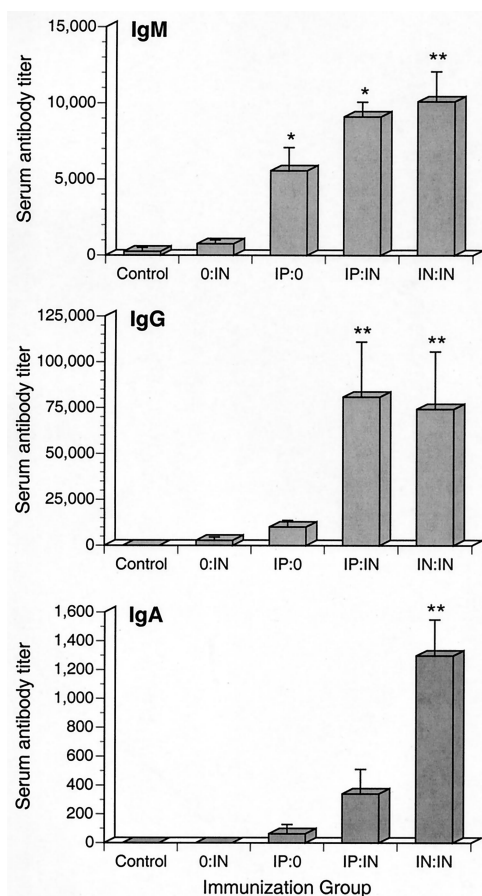 IgM
Serum antibody titer
15,000
10,000
5,000
0
*
*
**
Control 0:IN IP:0 IP:IN IN:IN
IgG
Serum antibody titer
125,000
100,000
75,000
50,000
25,000
0
**
**
Control 0:IN IP:0 IP:IN IN:IN
IgA
Serum antibody titer
1,600
1,400
1,200
1,000
800
600
400
200
0
**
Control 0:IN IP:0 IP:IN IN:IN
Immunization Group